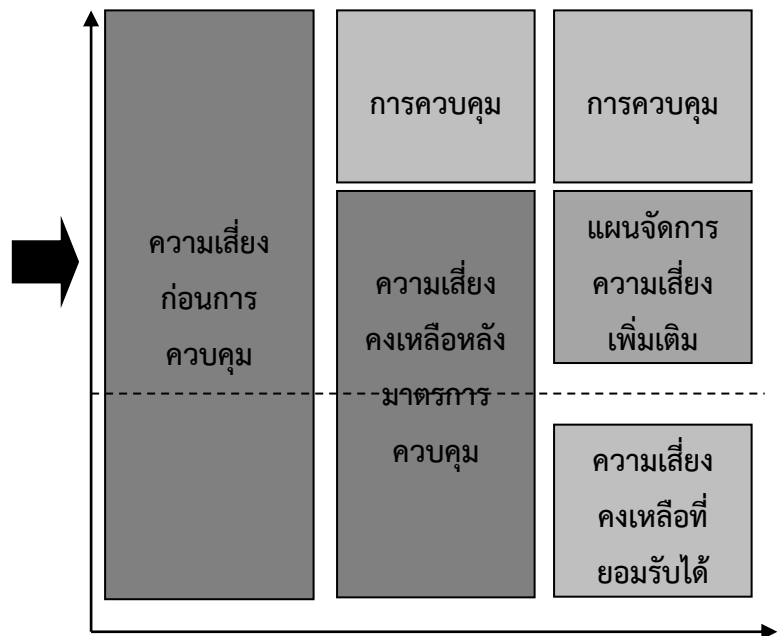 ความเสี่ยง
ก่อนการ
ควบคุม
การควบคุม
ความเสี่ยง
คงเหลือหลัง
มาตรการ
ควบคุม
การควบคุม
แผนจัดการ
ความเสี่ยง
เพิ่มเติม
ความเสี่ยง
คงเหลือที่
ยอมรับได้